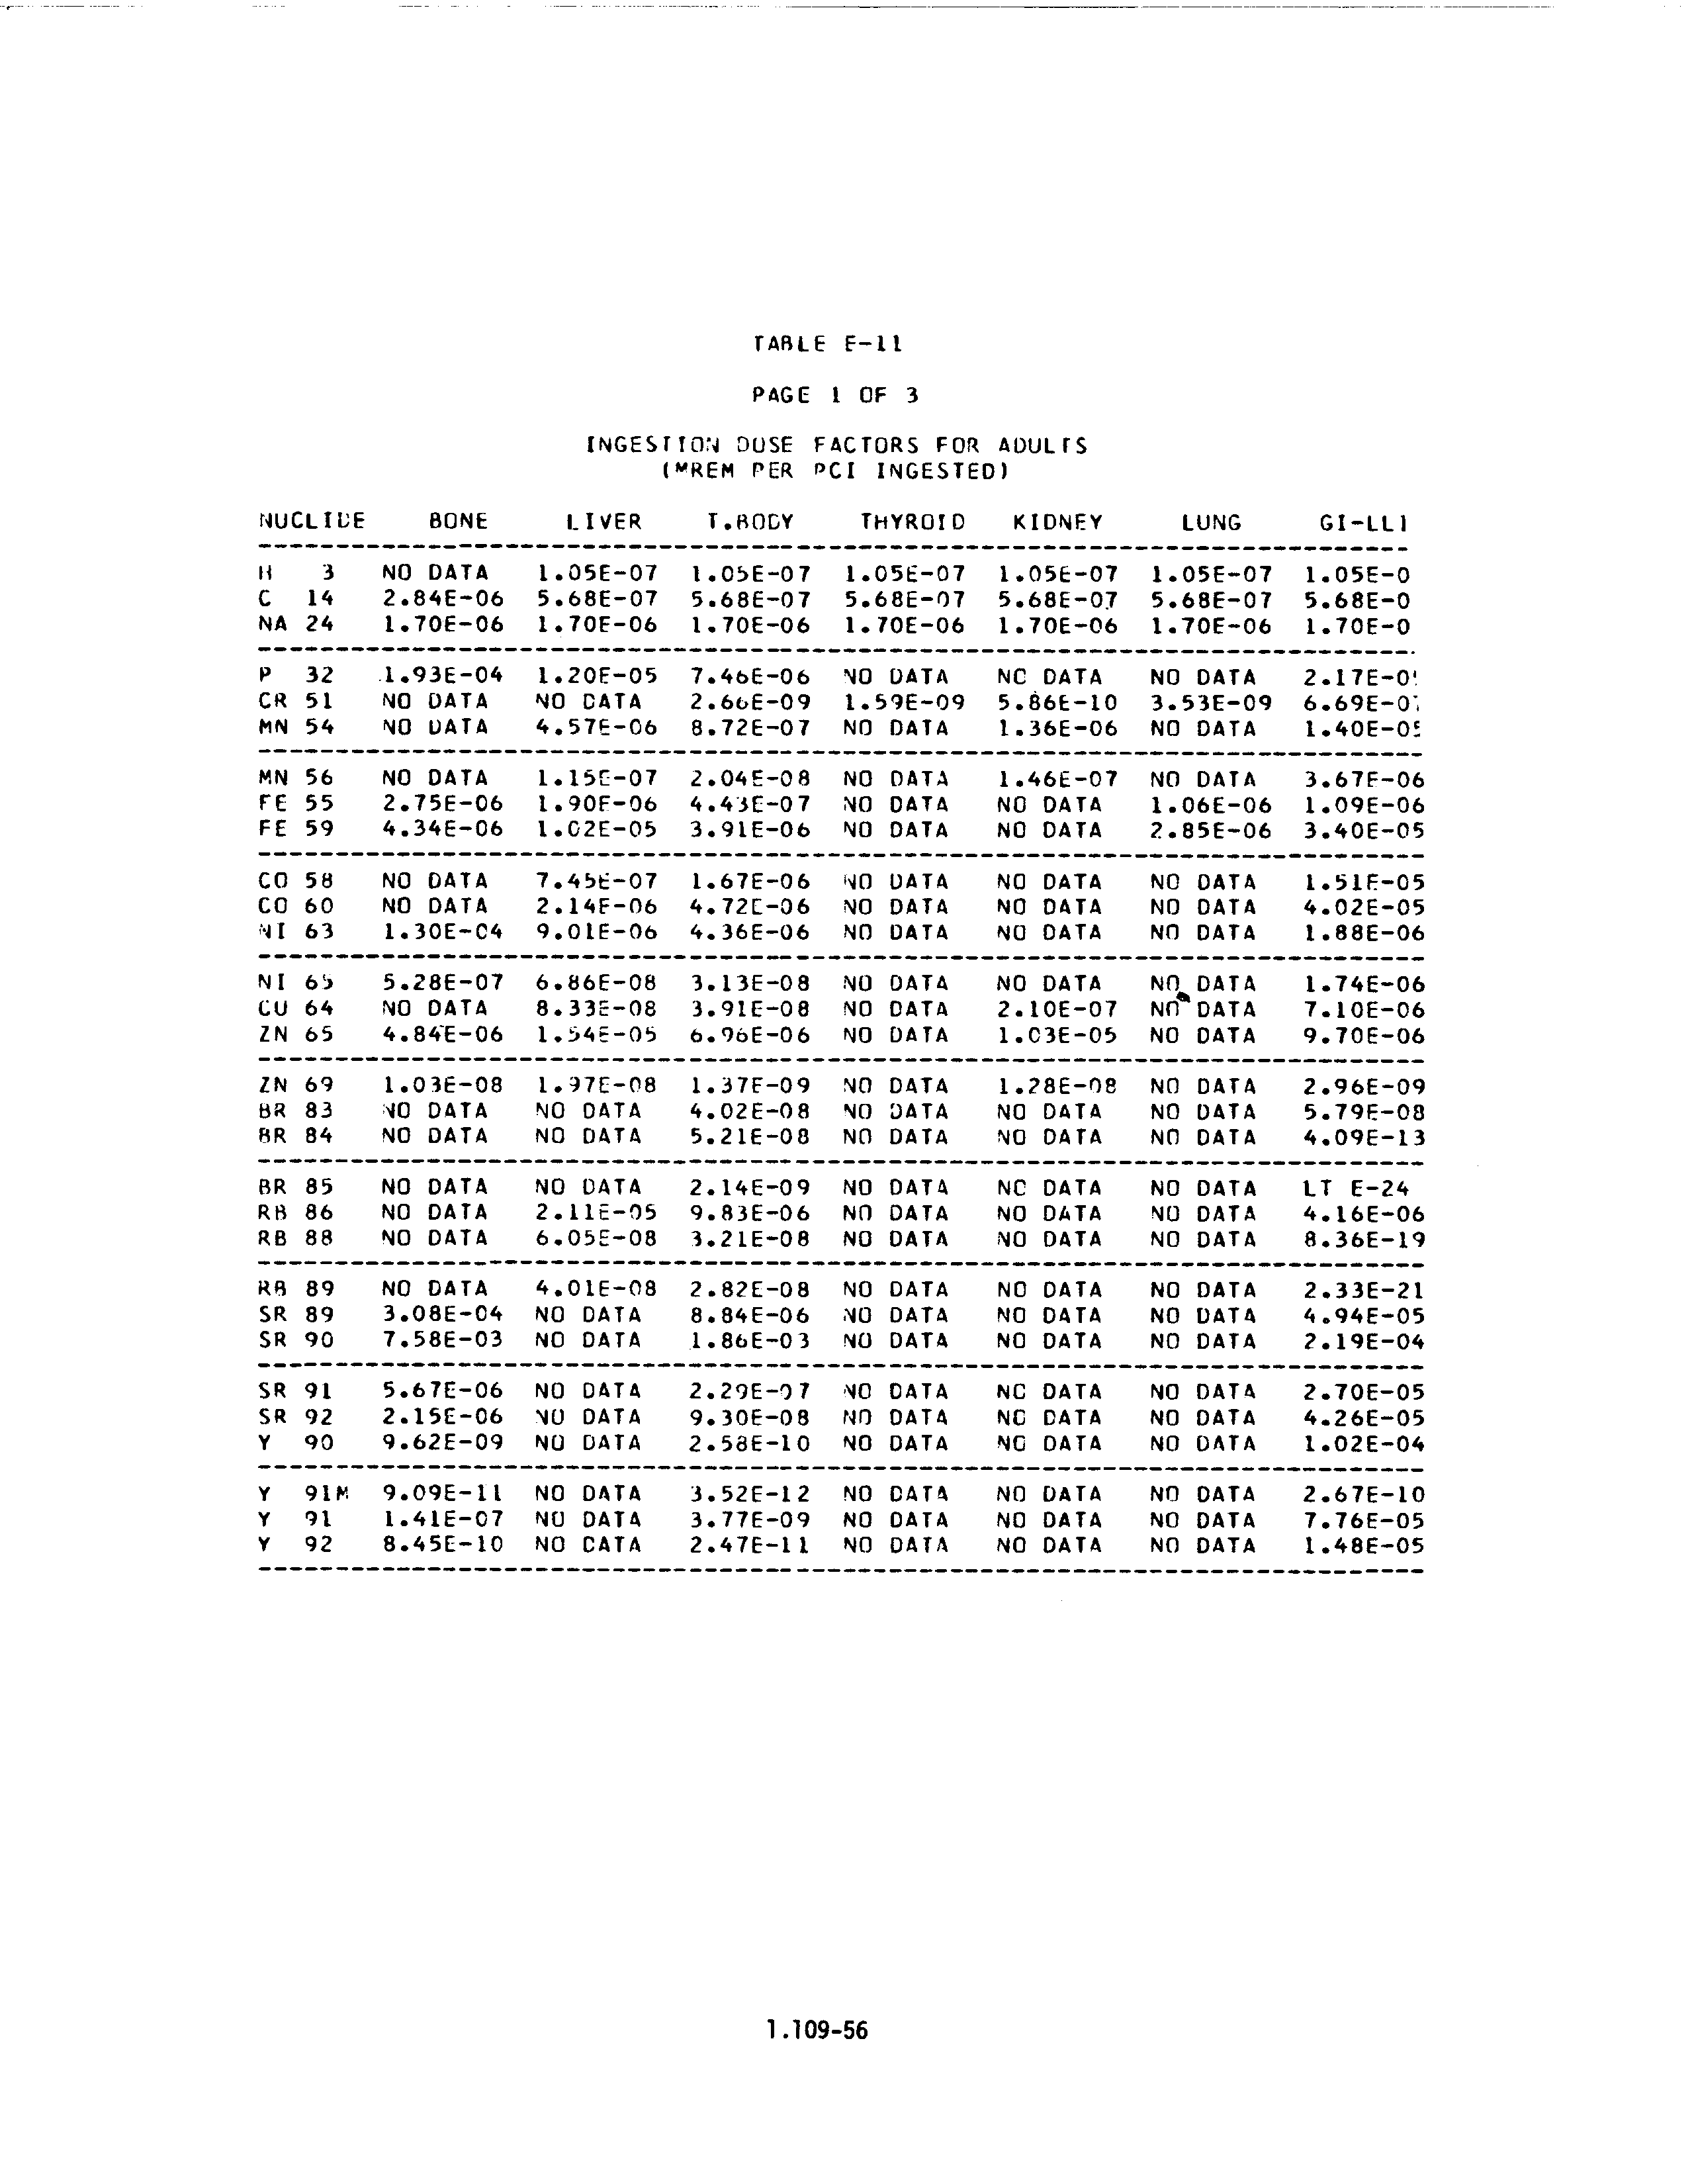 TABLE E-11
PAGE 1 OF 3
INGESTION DOSE FACTORS FOR ADULTS
(MREM PER PCI INGESTED)
NUCLIDE BONE LIVER T.BODY THYROID KIDNEY LUNG GI-LLI
H 3 NO DATA 1.05E-07 1.05E-07 1.05E-07 1.05E-07 1.05E-07 1.05E-0
C 14 2.84E-06 5.68E-07 5.68E-07 5.68E-07 5.68E-07 5.68E-07 5.68E-0
NA 24 1.70E-06 1.70E-06 1.70E-06 1.70E-06 1.70E-06 1.70E-06 1.70E-0
P 32 1.93E-04 1.20E-05 7.46E-06 NO DATA NO DATA NO DATA 2.17E-0
CR 51 NO DATA NO DATA 2.66E-09 1.59E-09 5.86E-10 3.53E-09 6.69E-0
MN 54 NO DATA 4.57E-06 8.72E-07 NO DATA 1.36E-06 NO DATA 1.40E-05
MN 56 NO DATA 1.15E-07 2.04E-08 NO DATA 1.46E-07 NO DATA 3.67E-06
FE 55 2.75E-06 1.90E-06 4.43E-07 NO DATA NO DATA 1.06E-06 1.09E-06
FE 59 4.34E-06 1.02E-05 3.91E-06 NO DATA NO DATA 2.85E-06 3.40E-05
CO 58 NO DATA 7.45E-07 1.67E-06 NO DATA NO DATA NO DATA 1.51E-05
CO 60 NO DATA 2.14E-06 4.72E-06 NO DATA NO DATA NO DATA 4.02E-05
NI 63 1.30E-04 9.01E-06 4.36E-06 NO DATA NO DATA NO DATA 1.88E-06
NI 65 5.28E-07 6.86E-08 3.13E-08 NO DATA NO DATA NO DATA 1.74E-06
CU 64 NO DATA 8.33E-08 3.91E-08 NO DATA 2.10E-07 NO DATA 7.10E-06
ZN 65 4.84E-06 1.54E-05 6.96E-06 NO DATA 1.03E-05 NO DATA 9.70E-06
ZN 69 1.03E-08 1.97E-08 1.37E-09 NO DATA 1.28E-08 NO DATA 2.96E-09
BR 83 NO DATA NO DATA 4.02E-08 NO DATA NO DATA NO DATA 5.79E-08
BR 84 NO DATA NO DATA 5.21E-08 NO DATA NO DATA NO DATA 4.09E-13
BR 85 NO DATA NO DATA 2.14E-09 NO DATA NO DATA NO DATA LT E-24
RB 86 NO DATA 2.11E-05 9.83E-06 NO DATA NO DATA NO DATA 4.16E-06
RB 88 NO DATA 6.05E-08 3.21E-08 NO DATA NO DATA NO DATA 8.36E-19
RB 89 NO DATA 4.01E-08 2.82E-08 NO DATA NO DATA NO DATA 2.33E-21
SR 89 3.08E-04 NO DATA 8.84E-06 NO DATA NO DATA NO DATA 4.94E-05
SR 90 7.58E-03 NO DATA 1.86E-03 NO DATA NO DATA NO DATA 2.19E-04
SR 91 5.67E-06 NO DATA 2.29E-07 NO DATA NO DATA NO DATA 2.70E-05
SR 92 2.15E-06 NO DATA 9.30E-08 NO DATA NO DATA NO DATA 4.26E-05
Y 90 9.62E-09 NO DATA 2.58E-10 NO DATA NO DATA NO DATA 1.02E-04
Y 91M 9.09E-11 NO DATA 3.52E-12 NO DATA NO DATA NO DATA 2.67E-10
Y 91 1.41E-07 NO DATA 3.77E-09 NO DATA NO DATA NO DATA 7.76E-05
Y 92 8.45E-10 NO DATA 2.47E-11 NO DATA NO DATA NO DATA 1.48E-05
1.109-56